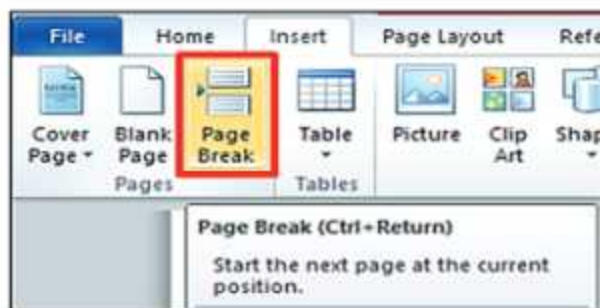 File Home Insert Page Layout
Cover Page Blank Page Page Break Table Picture Clip Art
Pages Tables
Page Break (Ctrl+Return)
Start the next page at the current
position.